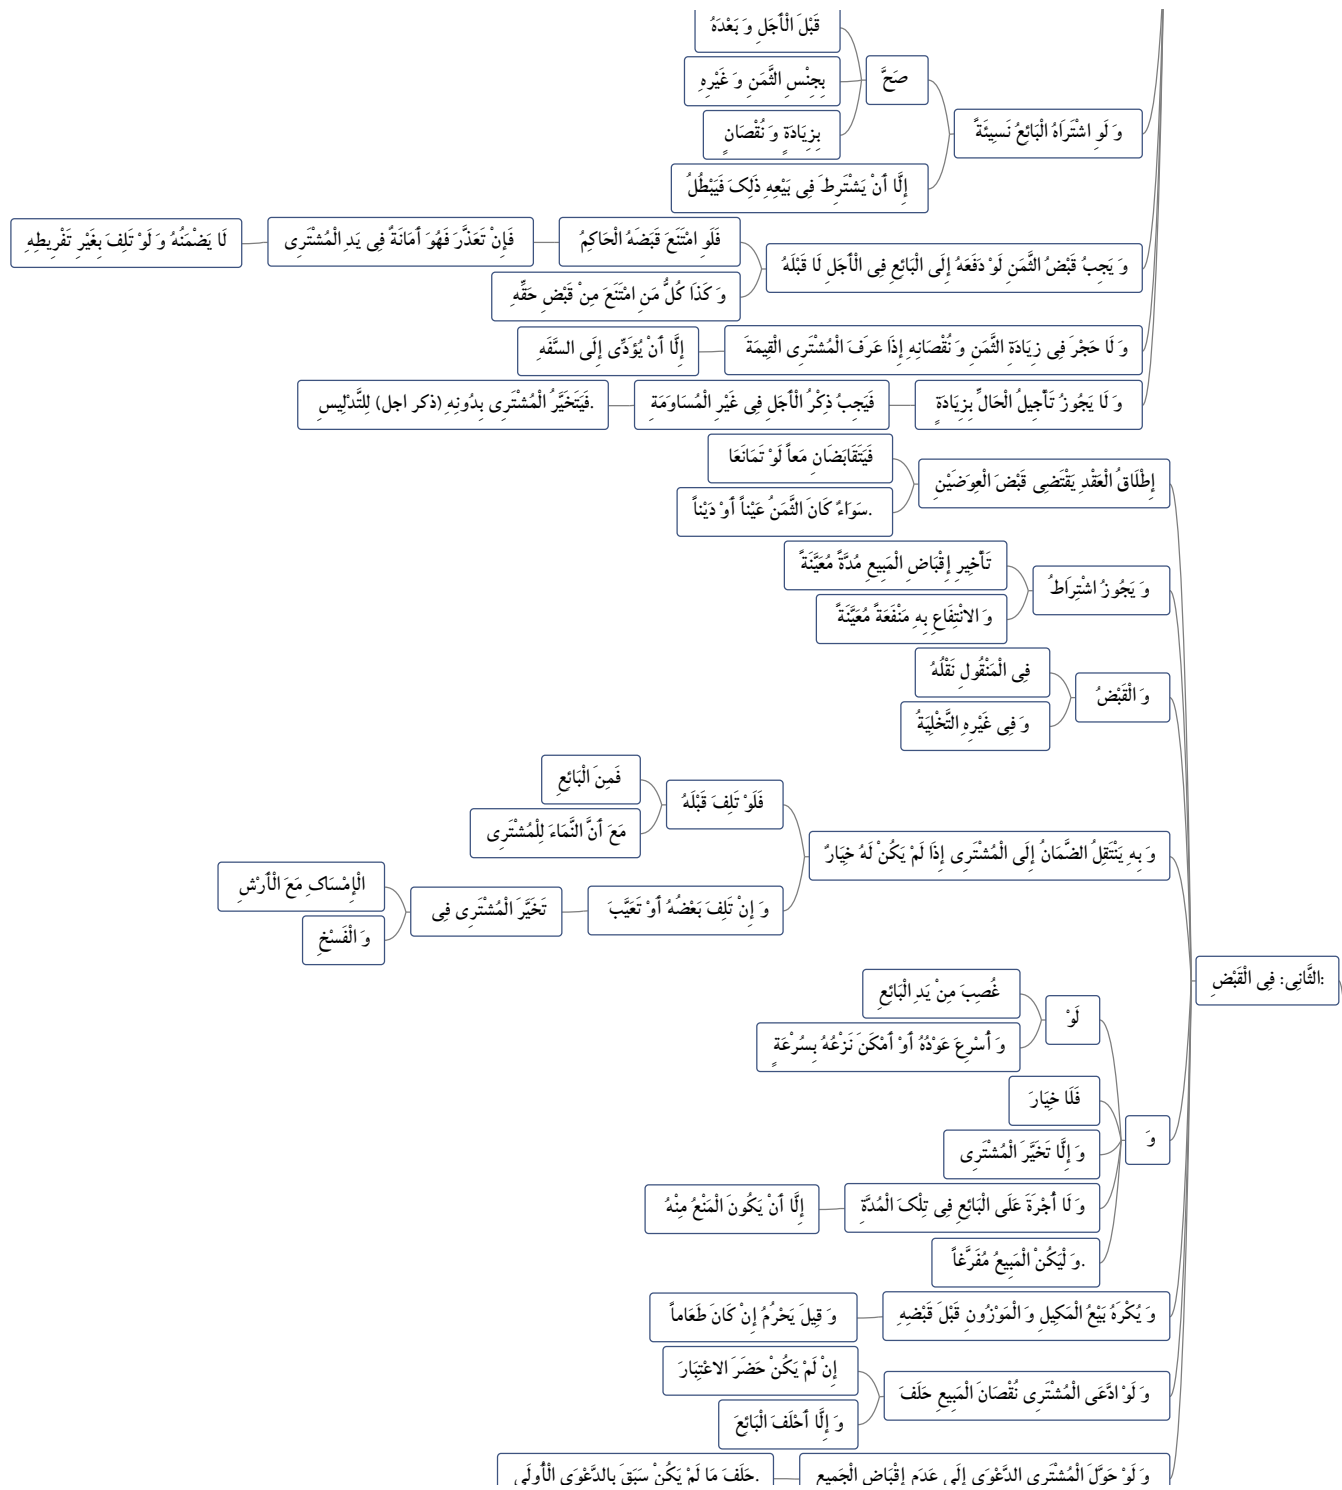 قَبْلَ الْأَجَلِ وَ بَعْدَهُ
صَحَّ
بِجِنْسِ الثَّمَنِ وَ غَيْرِهِ
وَ لَوِ اشْتَرَاهُ الْبَائِعُ نَسِيئَةً
بِزِيَادَةٍ وَ نُقْصَانٍ
إِلَّا أَنْ يَشْتَرِطَ فِی بَيْعِهِ ذَلِکَ فَيَبْطُلُ
وَ يَجِبُ قَبْضُ الثَّمَنِ لَوْ دَفَعَهُ إِلَى الْبَائِعِ فِی الْأَجَلِ لَا قَبْلَهُ
فَلَوِ امْتَنَعَ قَبَضَهُ الْحَاكِمُ
فَإِنْ تَعَذَّرَ فَهُوَ أَمَانَةٌ فِی يَدِ الْمُشْتَرِی
لَا يَضْمَنُهُ وَ لَوْ تَلِفَ بِغَيْرِ تَفْرِيطِهِ
وَ كَذَا كُلُّ مَنِ امْتَنَعَ مِنْ قَبْضِ حَقِّهِ
وَ لَا حَجْرَ فِی زِيَادَةِ الثَّمَنِ وَ نُقْصَانِهِ إِذَا عَرَفَ الْمُشْتَرِی الْقِيمَةَ
إِلَّا أَنْ يُؤَدِّی إِلَى السَّفَهِ
وَ لَا يَجُوزُ تَأْجِيلُ الْحَالِّ بِزِيَادَةٍ
فَيَجِبُ ذِكْرُ الْأَجَلِ فِی غَيْرِ الْمُسَاوَمَةِ
.فَيَتَخَيَّرُ الْمُشْتَرِی بِدُونِهِ (ذکر اجل) لِلتَّدْلِيسِ
:الثَّانِی: فِی الْقَبْضِ
إِطْلَاقُ الْعَقْدِ يَقْتَضِی قَبْضَ الْعِوَضَيْنِ
فَيَتَقَابَضَانِ مَعاً لَوْ تَمَانَعَا
.سَوَاءٌ كَانَ الثَّمَنُ عَيْناً أَوْ دَيْناً
وَ يَجُوزُ اشْتِرَاطُ
تَأْخِيرِ إِقْبَاضِ الْمَبِيعِ مُدَّةً مُعَيَّنَةً
وَ الانْتِفَاعِ بِهِ مَنْفَعَةً مُعَيَّنَةً
وَ الْقَبْضُ
فِی الْمَنْقُولِ نَقْلُهُ
وَ فِی غَيْرِهِ التَّخْلِيَةُ
وَ بِهِ يَنْتَقِلُ الضَّمَانُ إِلَى الْمُشْتَرِی إِذَا لَمْ يَكُنْ لَهُ خِيَارٌ
فَلَوْ تَلِفَ قَبْلَهُ
فَمِنَ الْبَائِعِ
مَعَ أَنَّ النَّمَاءَ لِلْمُشْتَرِی
وَ إِنْ تَلِفَ بَعْضُهُ أَوْ تَعَيَّبَ
تَخَيَّرَ الْمُشْتَرِی فِی
الْإِمْسَاکِ مَعَ الْأَرْشِ
وَ الْفَسْخِ
وَ
لَوْ
غُصِبَ مِنْ يَدِ الْبَائِعِ
وَ أُسْرِعَ عَوْدُهُ أَوْ أَمْكَنَ نَزْعُهُ بِسُرْعَةٍ
فَلَا خِيَارَ
وَ إِلَّا تَخَيَّرَ الْمُشْتَرِی
وَ لَا أُجْرَةَ عَلَى الْبَائِعِ فِی تِلْکَ الْمُدَّةِ
إِلَّا أَنْ يَكُونَ الْمَنْعُ مِنْهُ
.وَ لْيَكُنْ الْمَبِيعُ مُفَرَّغاً
وَ يُكْرَهُ بَيْعُ الْمَكِيلِ وَ الْمَوْزُونِ قَبْلَ قَبْضِهِ
وَ قِيلَ يَحْرُمُ إِنْ كَانَ طَعَاماً
وَ لَوْ ادَّعَى الْمُشْتَرِی نُقْصَانَ الْمَبِيعِ حَلَفَ
إِنْ لَمْ يَكُنْ حَضَرَ الاعْتِبَارَ
وَ إِلَّا أَحْلَفَ الْبَائِعَ
وَ لَوْ حَوَّلَ الْمُشْتَرِی الدَّعْوَى إِلَى عَدَمِ إِقْبَاضِ الْجَمِيعِ
.حَلَفَ مَا لَمْ يَكُنْ سَبَقَ بِالدَّعْوَى الْأُولَى